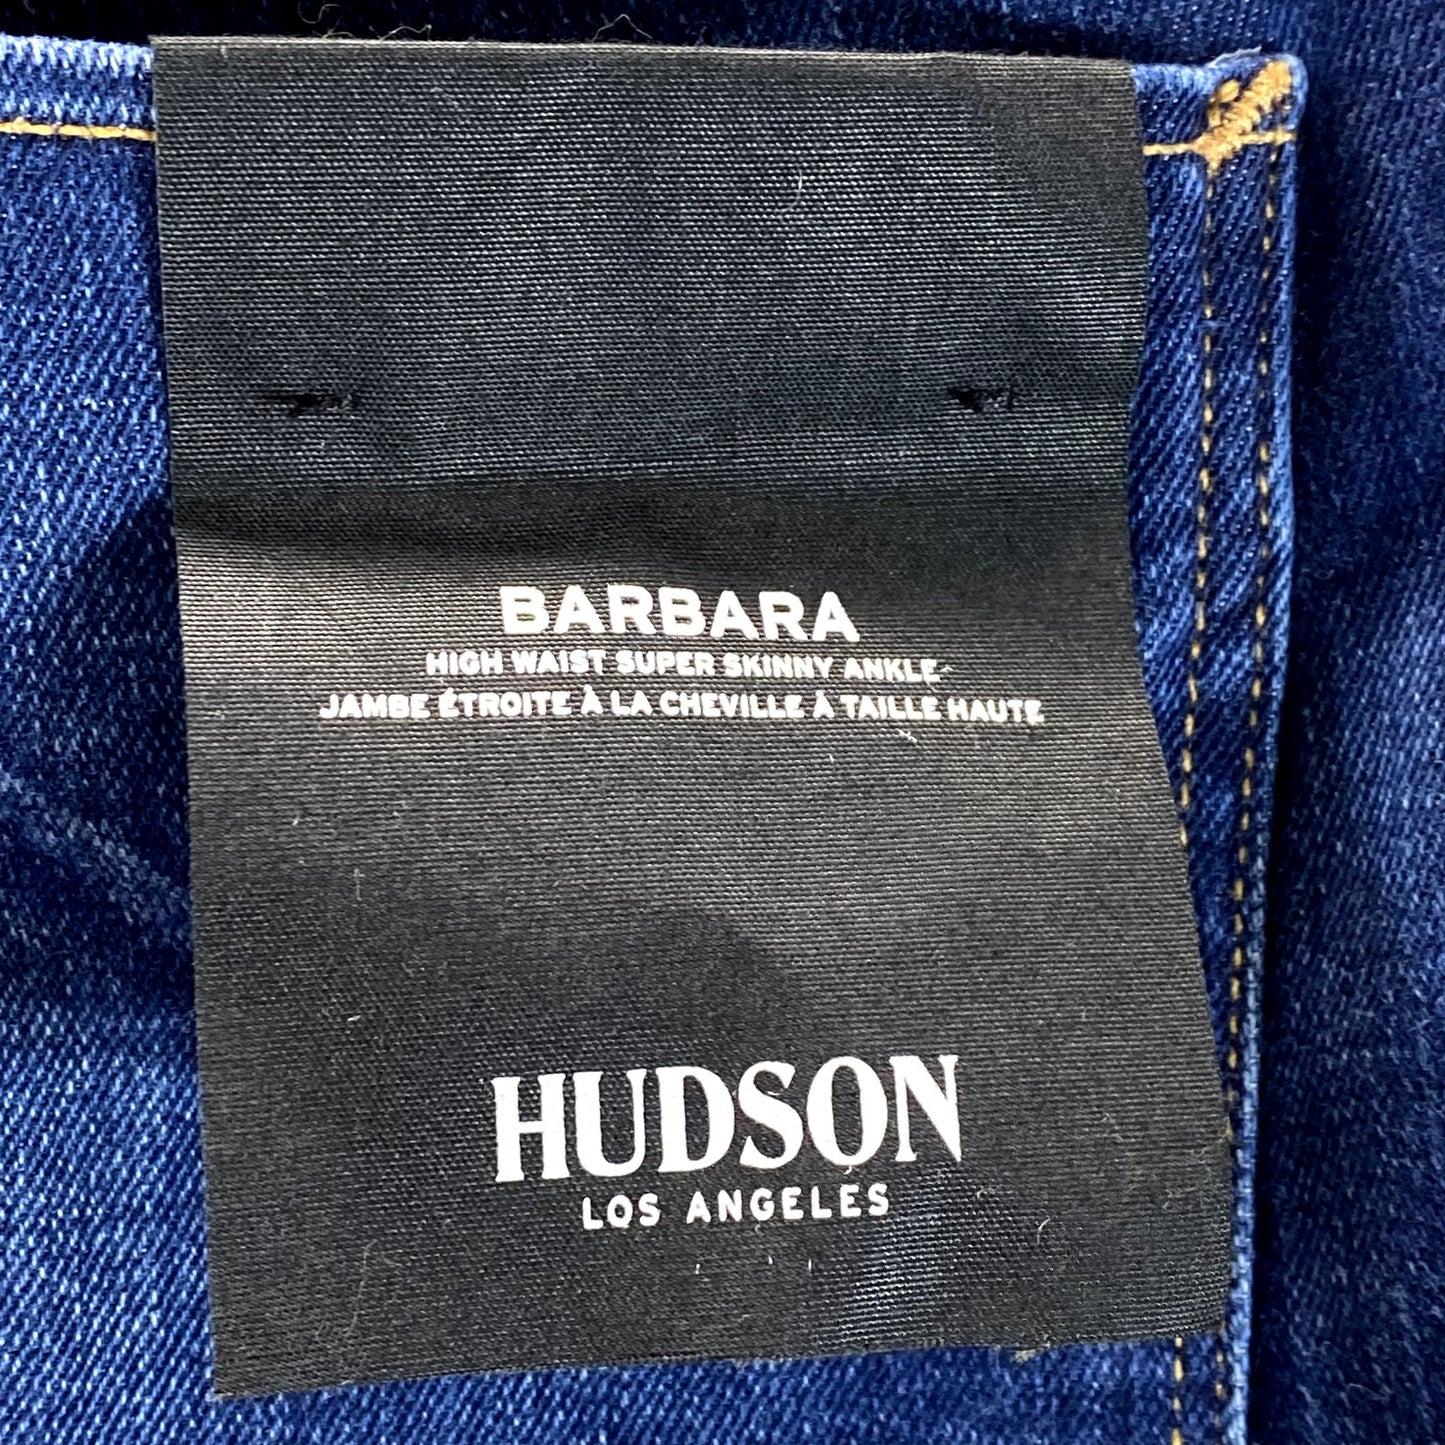 BARBARA
HIGH WAIST SUPER SKINNY ANKLE
JAMBE ÉTROITE À LA CHEVILLE À TAILLE HAUTE
HUDSON
LOS ANGELES